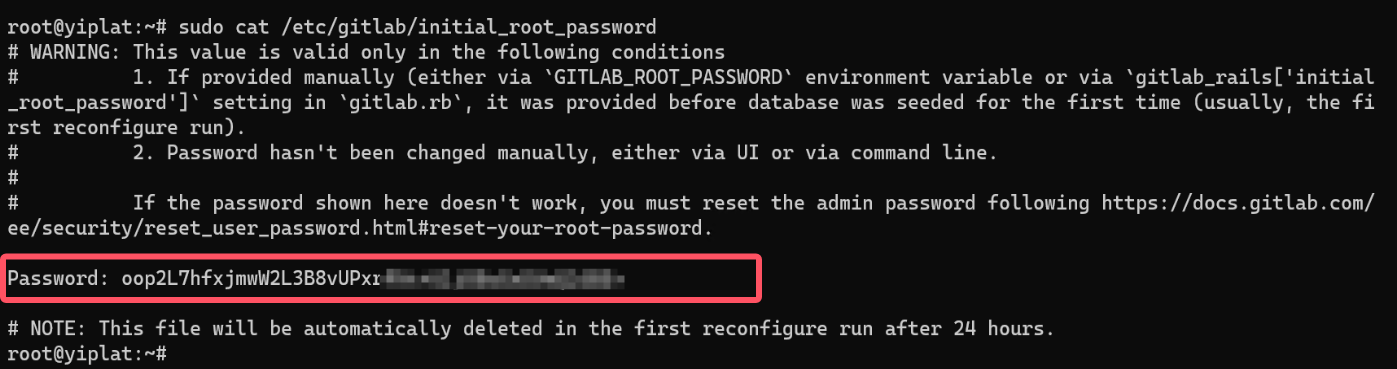 root@yiplat:~# sudo cat /etc/gitlab/initial_root_password
# WARNING: This value is valid only in the following conditions
#          1. If provided manually (either via `GITLAB_ROOT_PASSWORD` environment variable or via `gitlab_rails['initial
_root_password']` setting in `gitlab.rb`, it was provided before database was seeded for the first time (usually, the fi
rst reconfigure run).
#          2. Password hasn't been changed manually, either via UI or via command line.
#
#          If the password shown here doesn't work, you must reset the admin password following https://docs.gitlab.com/
ee/security/reset_user_password.html#reset-your-root-password.
Password: oop2L7hfxjmwW2L3B8vUPxr
# NOTE: This file will be automatically deleted in the first reconfigure run after 24 hours.
root@yiplat:~#